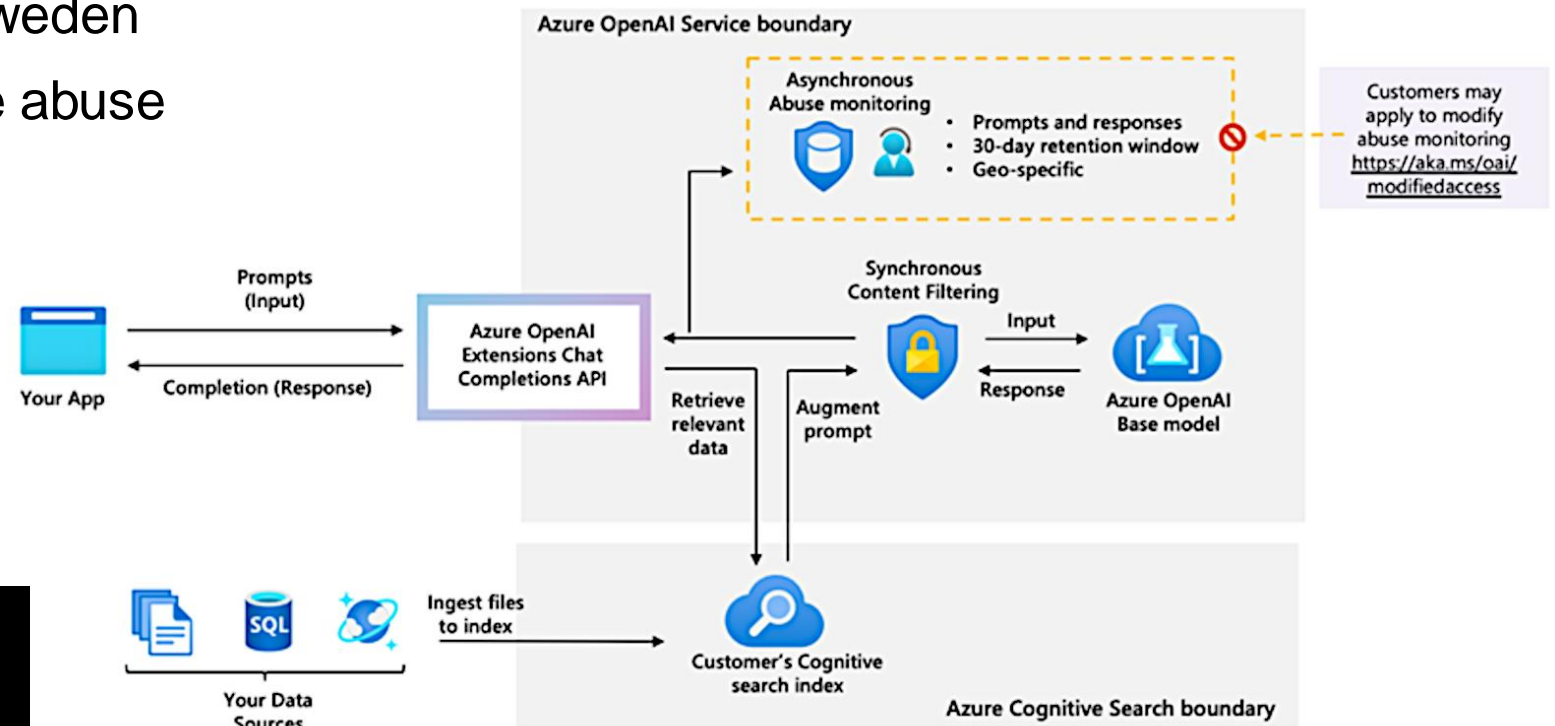 weden
e abuse
Azure OpenAI Service boundary
Asynchronous
Abuse monitoring
• Prompts and responses
• 30-day retention window
• Geo-specific
Customers may
apply to modify
abuse monitoring
https://aka.ms/oai/
modifiedaccess
Prompts
(Input)
Synchronous
Content Filtering
Azure OpenAI
Extensions Chat
Completions API
Input
Response
Your App
Completion (Response)
Retrieve
relevant
data
Augment
prompt
Azure OpenAI
Base model
SQL
Ingest files
to index
Customer's Cognitive
search index
Your Data
Sources
Azure Cognitive Search boundary